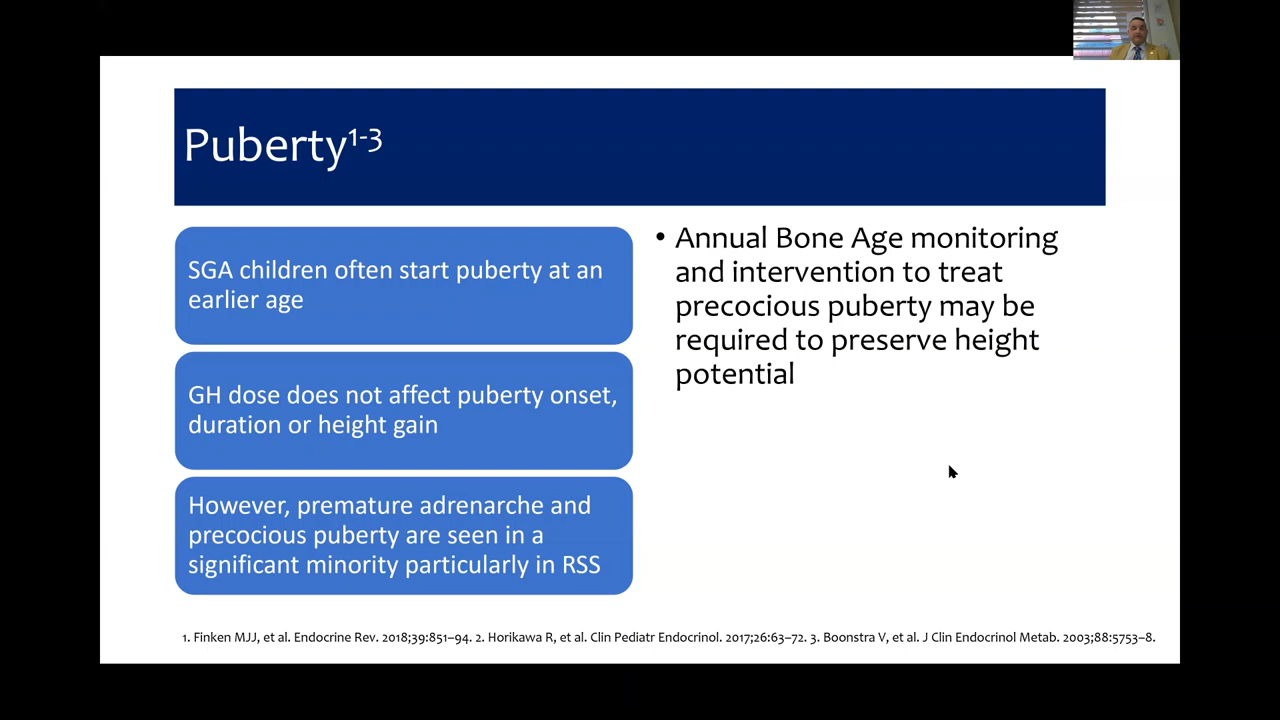 Puberty1-3
SGA children often start puberty at an
earlier age
GH dose does not affect puberty onset,
duration or height gain
However, premature adrenarche and
precocious puberty are seen in a
significant minority particularly in RSS
• Annual Bone Age monitoring
and intervention to treat
precocious puberty may be
required to preserve height
potential
1. Finken MJJ, et al. Endocrine Rev. 2018;39:851–94. 2. Horikawa R, et al. Clin Pediatr Endocrinol. 2017;26:63–72. 3. Boonstra V, et al. J Clin Endocrinol Metab. 2003;88:5753–8.